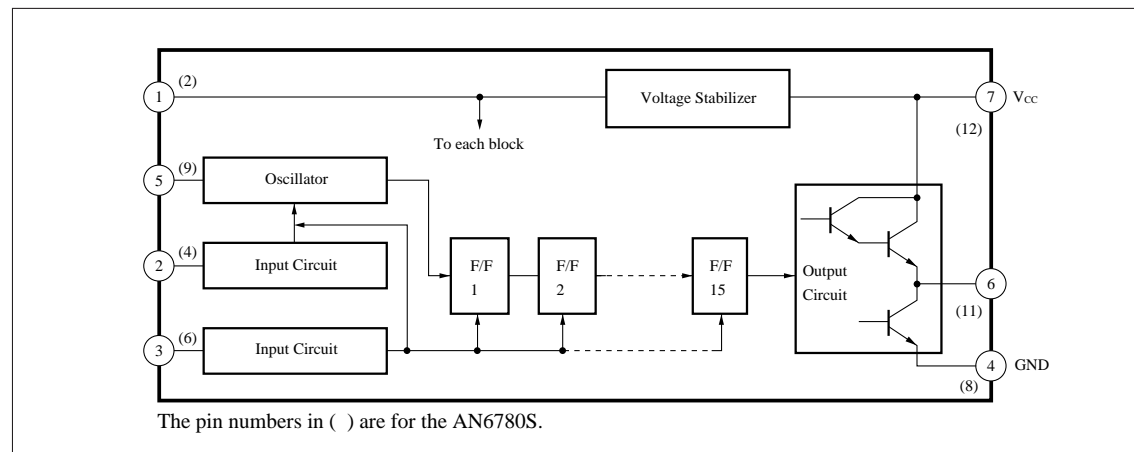 1
(2)
Voltage Stabilizer
7
VCC
(12)
To each block
5
(9)
Oscillator
2
(4)
Input Circuit
F/F
1
F/F
2
F/F
15
Output
Circuit
6
(11)
3
(6)
Input Circuit
4
GND
(8)
The pin numbers in ( ) are for the AN6780S.